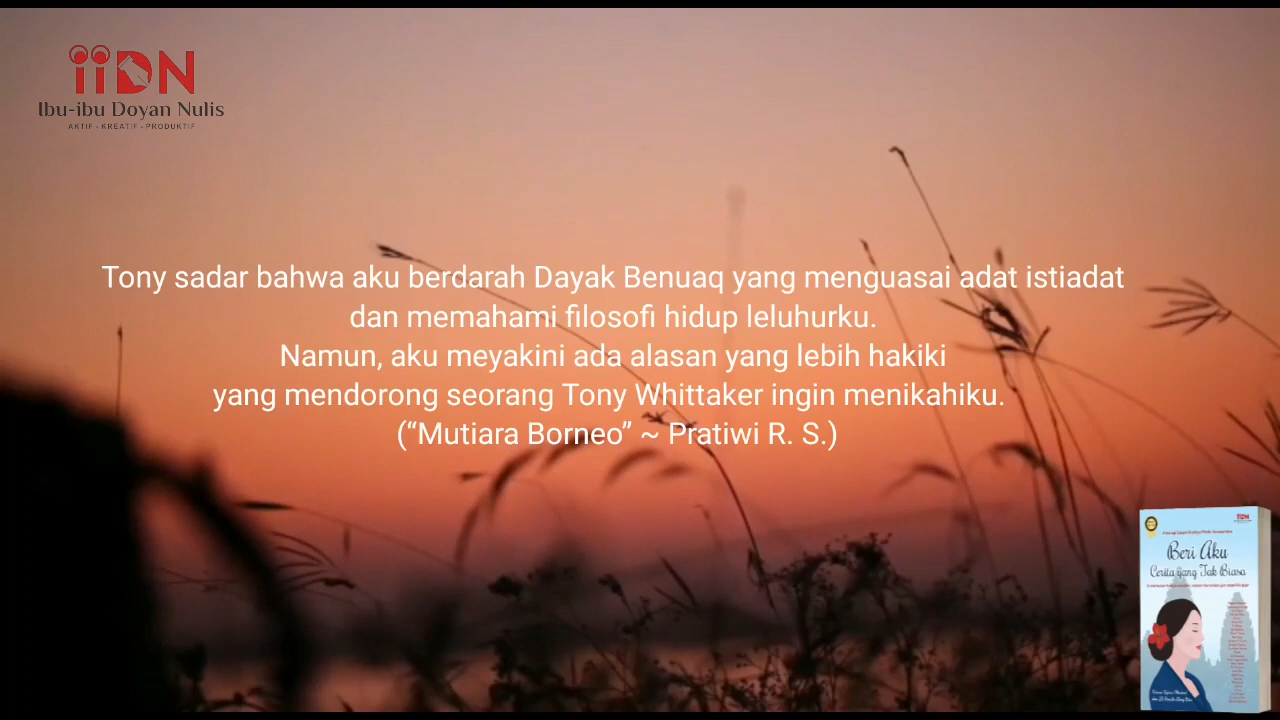 iiDN
Ibu-ibu Doyan Nulis
AKTIF - KREATIF - PRODUKTIF
Tony sadar bahwa aku berdarah Dayak Benuaq yang menguasai adat istiadat
dan memahami filosofi hidup leluhurku.
Namun, aku meyakini ada alasan yang lebih hakiki
yang mendorong seorang Tony Whittaker ingin menikahiku.
(“Mutiara Borneo” ~ Pratiwi R. S.)
iiDN
Beri Aku
Cerita yang Tak Biasa